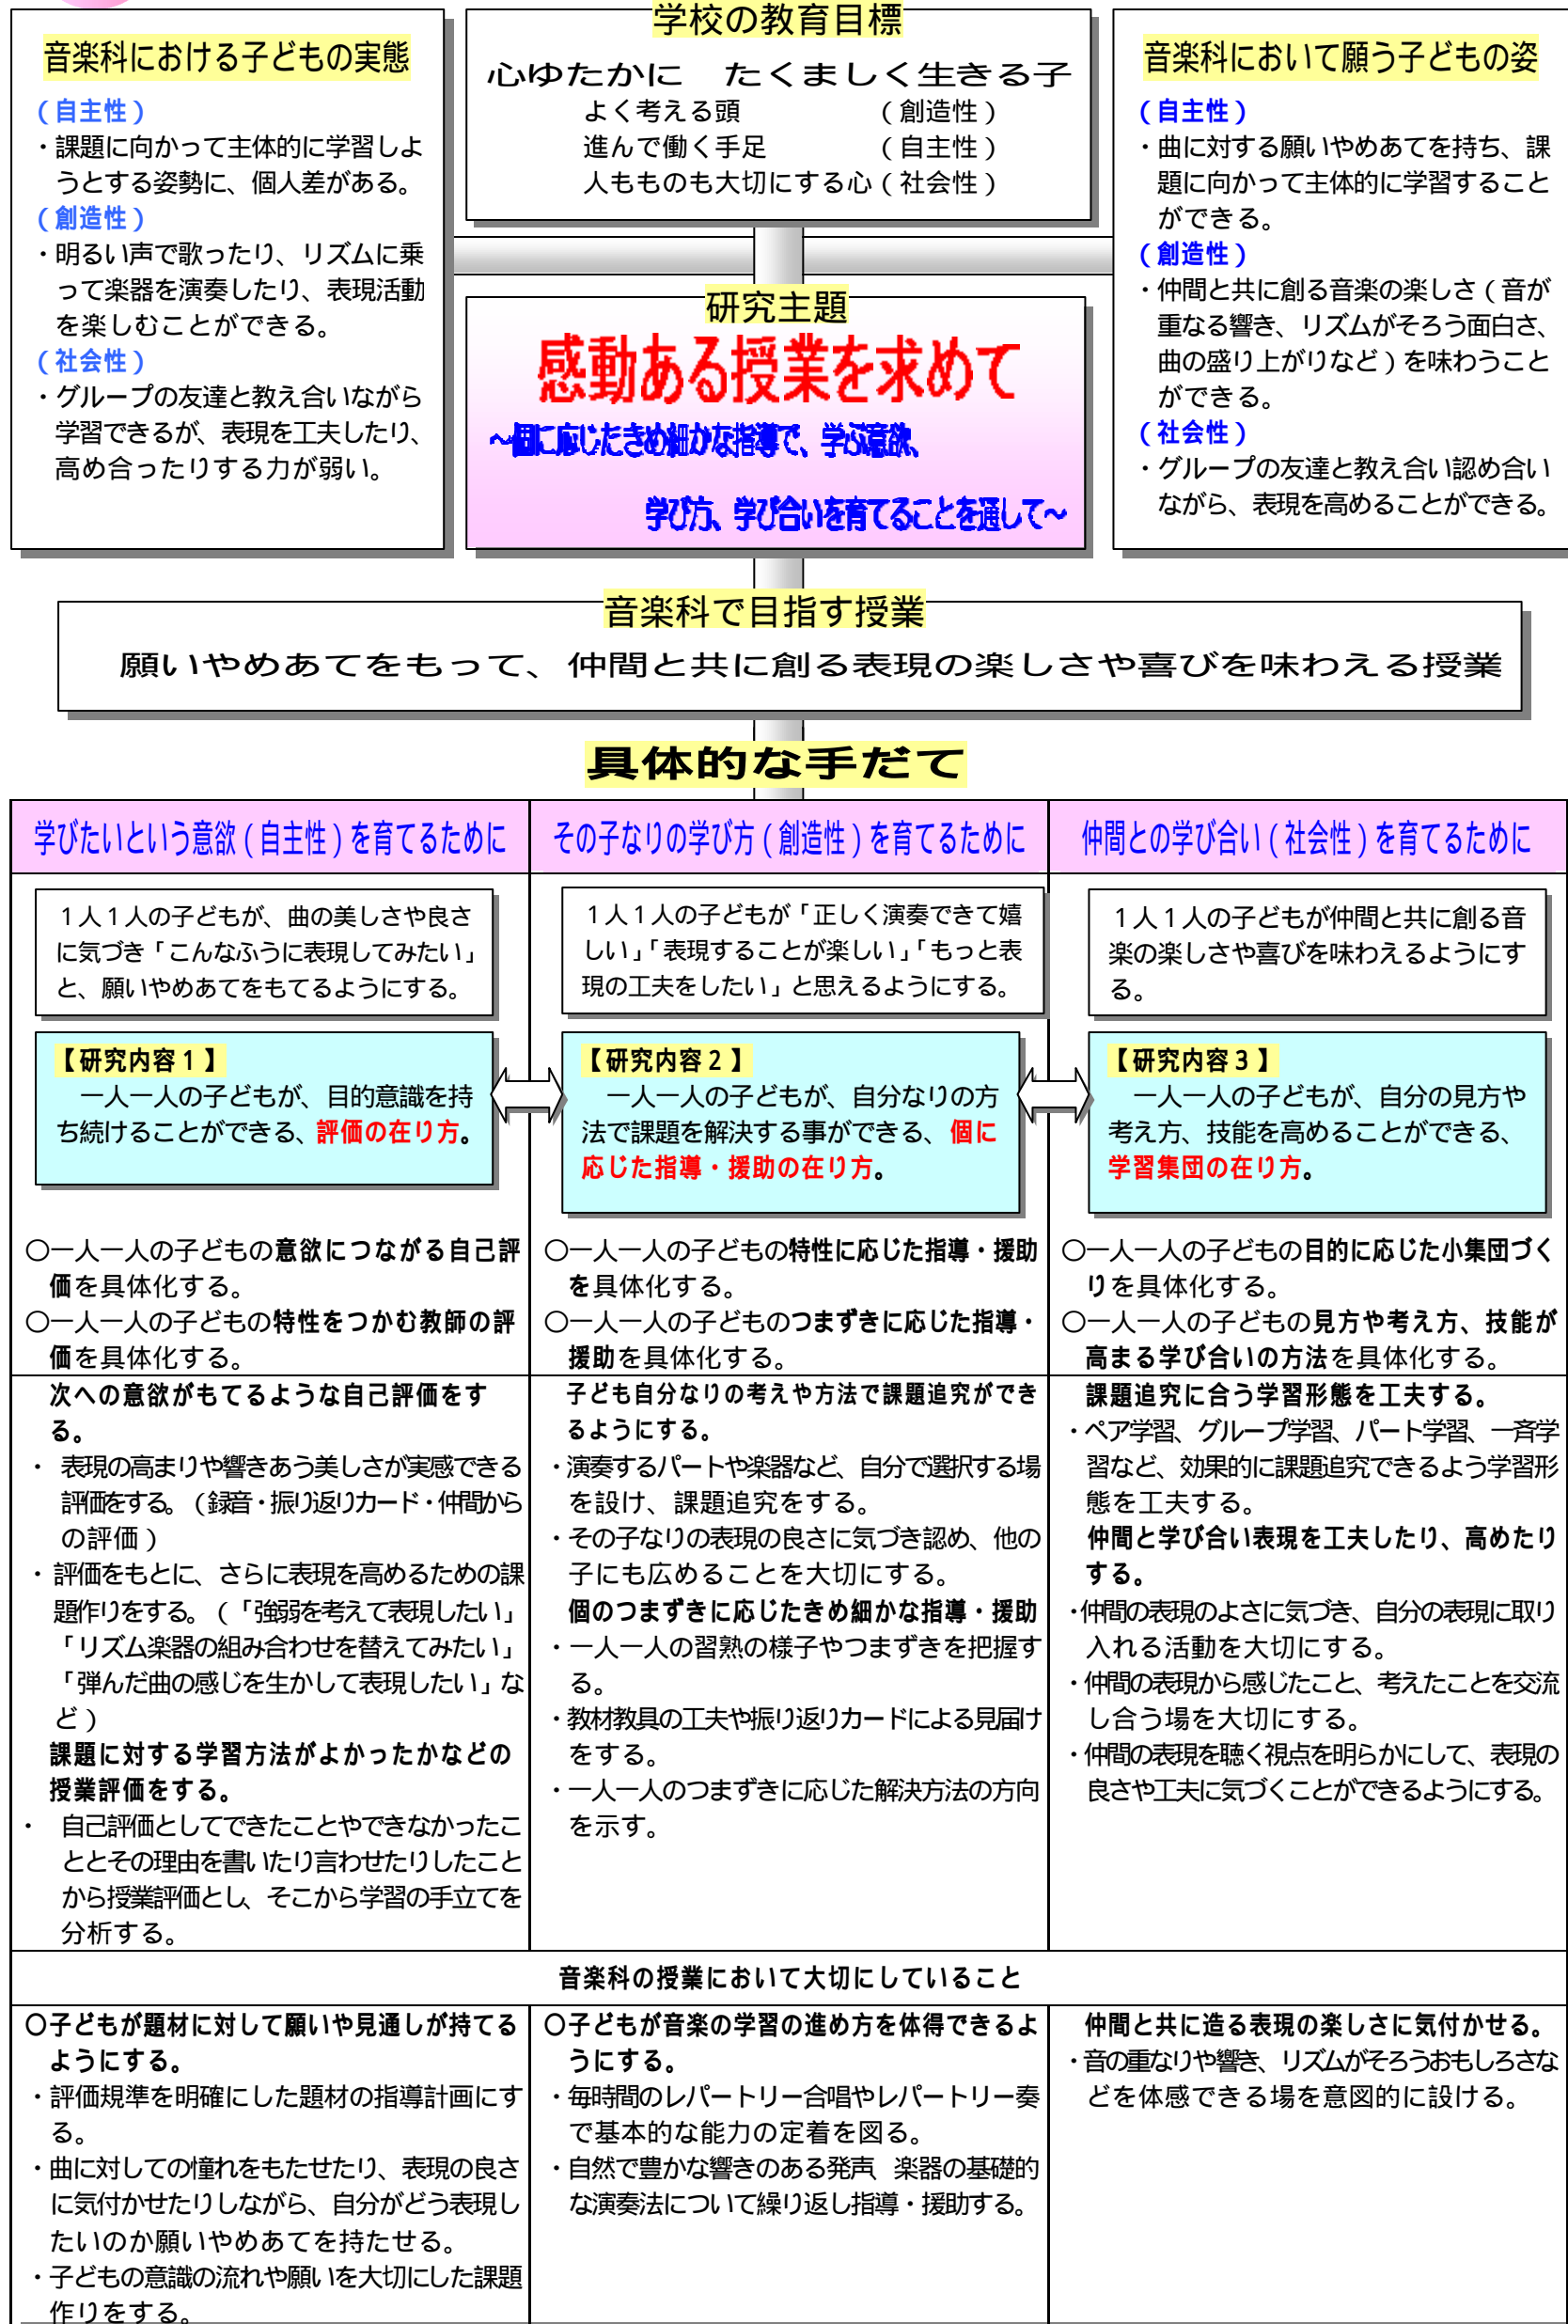 音楽科における子どもの実態
（自主性）
・課題に向かって主体的に学習しよ
うとする姿勢に、個人差がある。
（創造性）
・明るい声で歌ったり、リズムに乗
って楽器を演奏したり、表現活動
を楽しむことができる。
（社会性）
・グループの友達と教え合いながら
学習できるが、表現を工夫したり、
高め合ったりする力が弱い。
学校の教育目標
心ゆたかに　たくましく生きる子
よく考える頭　（創造性）
進んで働く手足　（自主性）
人もものも大切にする心（社会性）
研究主題
感動ある授業を求めて
～個に応じたきめ細かな指導で、学ぶ意欲、
学び方、学び合いを育てることを通して～
音楽科において願う子どもの姿
（自主性）
・曲に対する願いやめあてを持ち、課
題に向かって主体的に学習すること
ができる。
（創造性）
・仲間と共に創る音楽の楽しさ（音が
重なる響き、リズムがそろう面白さ、
曲の盛り上がりなど）を味わうこと
ができる。
（社会性）
・グループの友達と教え合い認め合い
ながら、表現を高めることができる。
音楽科で目指す授業
願いやめあてをもって、仲間と共に創る表現の楽しさや喜びを味わえる授業
具体的な手だて
学びたいという意欲（自主性）を育てるために
1人1人の子どもが、曲の美しさや良さ
に気づき「こんなふうに表現してみたい」
と、願いやめあてをもてるようにする。
【研究内容１】
一人一人の子どもが、目的意識を持
ち続けることができる、評価の在り方。
○一人一人の子どもの意欲につながる自己評
価を具体化する。
○一人一人の子どもの特性をつかむ教師の評
価を具体化する。
次への意欲がもてるような自己評価をす
る。
・ 表現の高まりや響きあう美しさが実感できる
評価をする。（録音・振り返りカード・仲間から
の評価）
・ 評価をもとに、さらに表現を高めるための課
題作りをする。（「強弱を考えて表現したい」
「リズム楽器の組み合わせを替えてみたい」
「弾んだ曲の感じを生かして表現したい」な
ど）
課題に対する学習方法がよかったかなどの
授業評価をする。
・ 自己評価としてできたことやできなかったこ
ととその理由を書いたり言わせたりしたこと
から授業評価とし、そこから学習の手立てを
分析する。
その子なりの学び方（創造性）を育てるために
1人1人の子どもが「正しく演奏できて嬉
しい」「表現することが楽しい」「もっと表
現の工夫をしたい」と思えるようにする。
【研究内容２】
一人一人の子どもが、自分なりの方
法で課題を解決する事ができる、個に
応じた指導・援助の在り方。
○一人一人の子どもの特性に応じた指導・援助
を具体化する。
○一人一人の子どものつまずきに応じた指導・
援助を具体化する。
子ども自分なりの考えや方法で課題追究ができ
るようにする。
・演奏するパートや楽器など、自分で選択する場
を設け、課題追究をする。
・その子なりの表現の良さに気づき認め、他の
子にも広めることを大切にする。
個のつまずきに応じたきめ細かな指導・援助
・一人一人の習熟の様子やつまずきを把握す
る。
・教材教具の工夫や振り返りカードによる見届け
をする。
・一人一人のつまずきに応じた解決方法の方向
を示す。
仲間との学び合い（社会性）を育てるために
1人1人の子どもが仲間と共に創る音
楽の楽しさや喜びを味わえるようにす
る。
【研究内容３】
一人一人の子どもが、自分の見方や
考え方、技能を高めることができる、
学習集団の在り方。
○一人一人の子どもの目的に応じた小集団づく
りを具体化する。
○一人一人の子どもの見方や考え方、技能が
高まる学び合いの方法を具体化する。
課題追究に合う学習形態を工夫する。
・ペア学習、グループ学習、パート学習、一斉学
習など、効果的に課題追究できるよう学習形
態を工夫する。
仲間と学び合い表現を工夫したり、高めたり
する。
・仲間の表現のよさに気づき、自分の表現に取り
入れる活動を大切にする。
・仲間の表現から感じたこと、考えたことを交流
し合う場を大切にする。
・仲間の表現を聴く視点を明らかにして、表現の
良さや工夫に気づくことができるようにする。
音楽科の授業において大切にしていること
○子どもが題材に対して願いや見通しが持てる
ようにする。
・評価規準を明確にした題材の指導計画にす
る。
・曲に対しての憧れをもたせたり、表現の良さ
に気付かせたりしながら、自分がどう表現し
たいのか願いやめあてを持たせる。
・子どもの意識の流れや願いを大切にした課題
作りをする。
○子どもが音楽の学習の進め方を体得できるよ
うにする。
・毎時間のレパートリー合唱やレパートリー奏
で基本的な能力の定着を図る。
・自然で豊かな響きのある発声、楽器の基礎的
な演奏法について繰り返し指導・援助する。
仲間と共に造る表現の楽しさに気付かせる。
・音の重なりや響き、リズムがそろうおもしろさな
どを体感できる場を意図的に設ける。